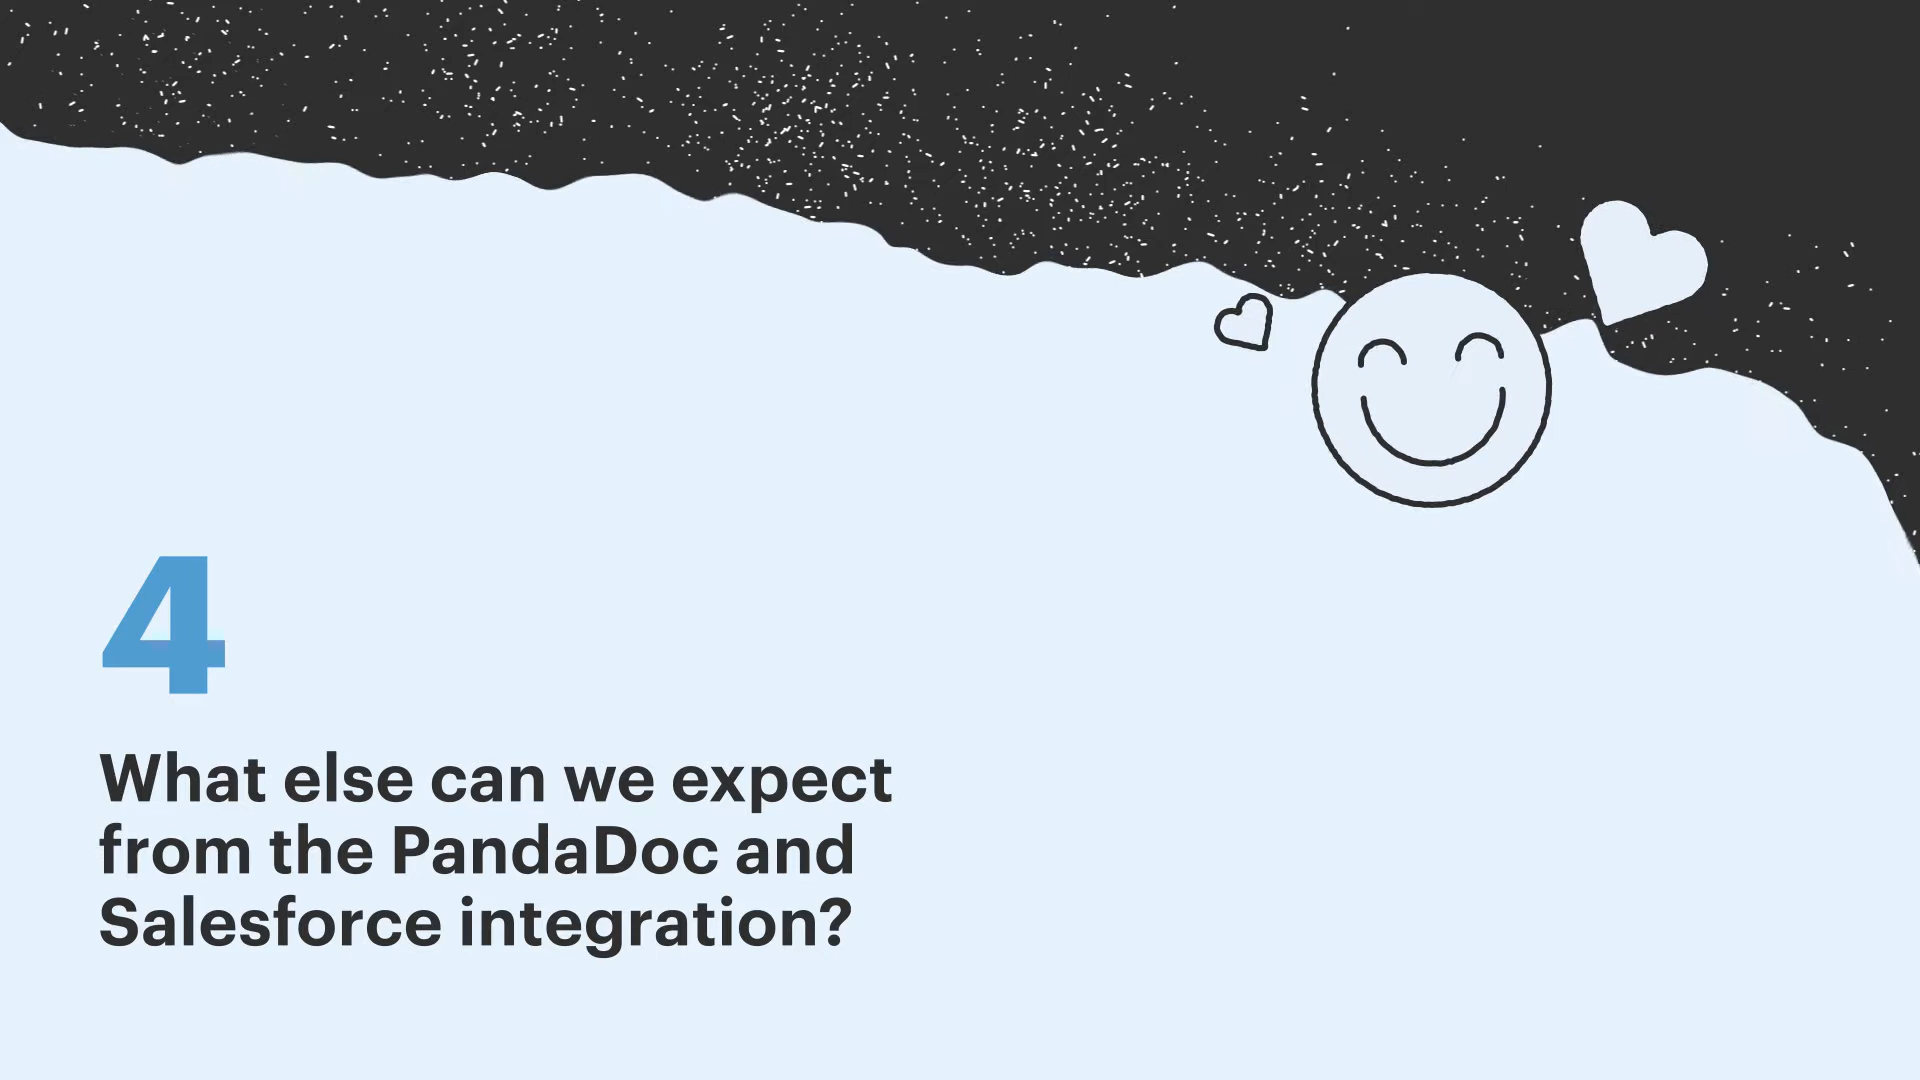 4
What else can we expect
from the PandaDoc and
Salesforce integration?